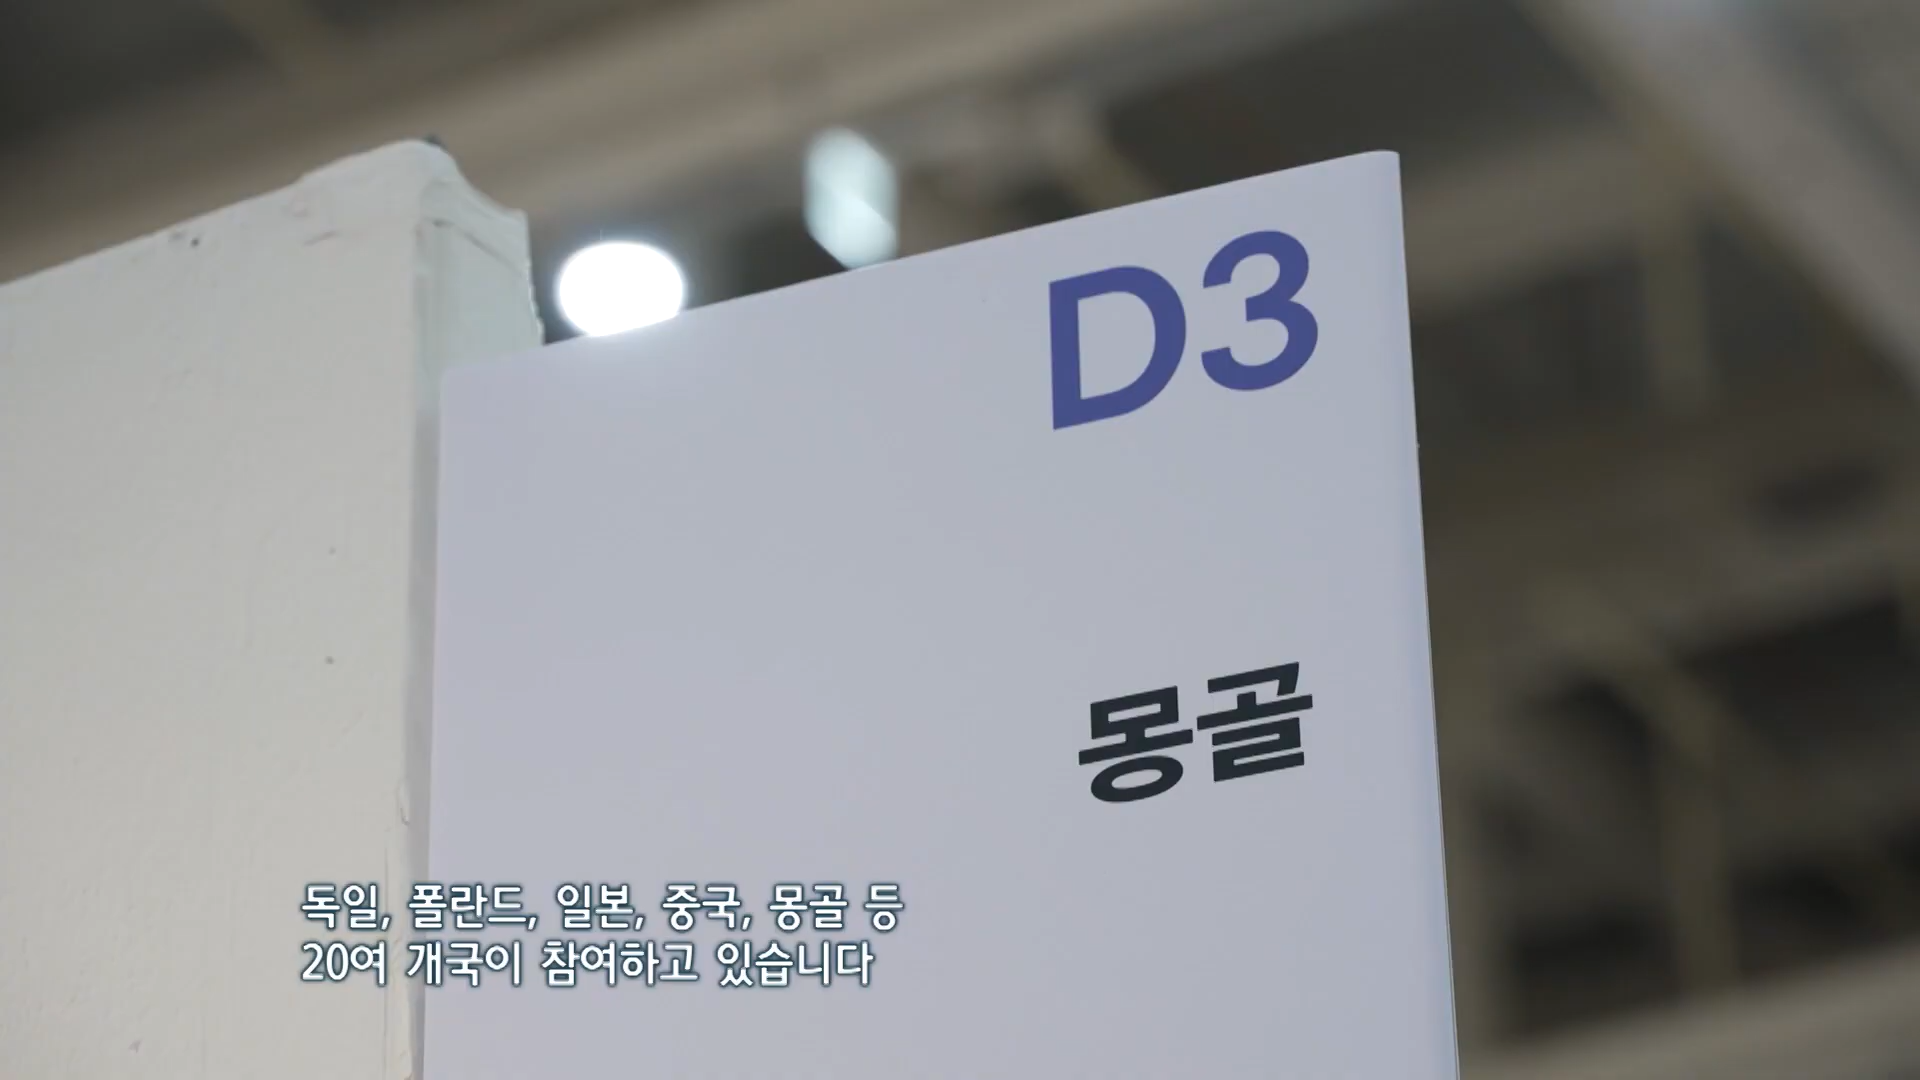 D3
몽골
독일, 폴란드, 일본, 중국, 몽골 등
20여 개국이 참여하고 있습니다